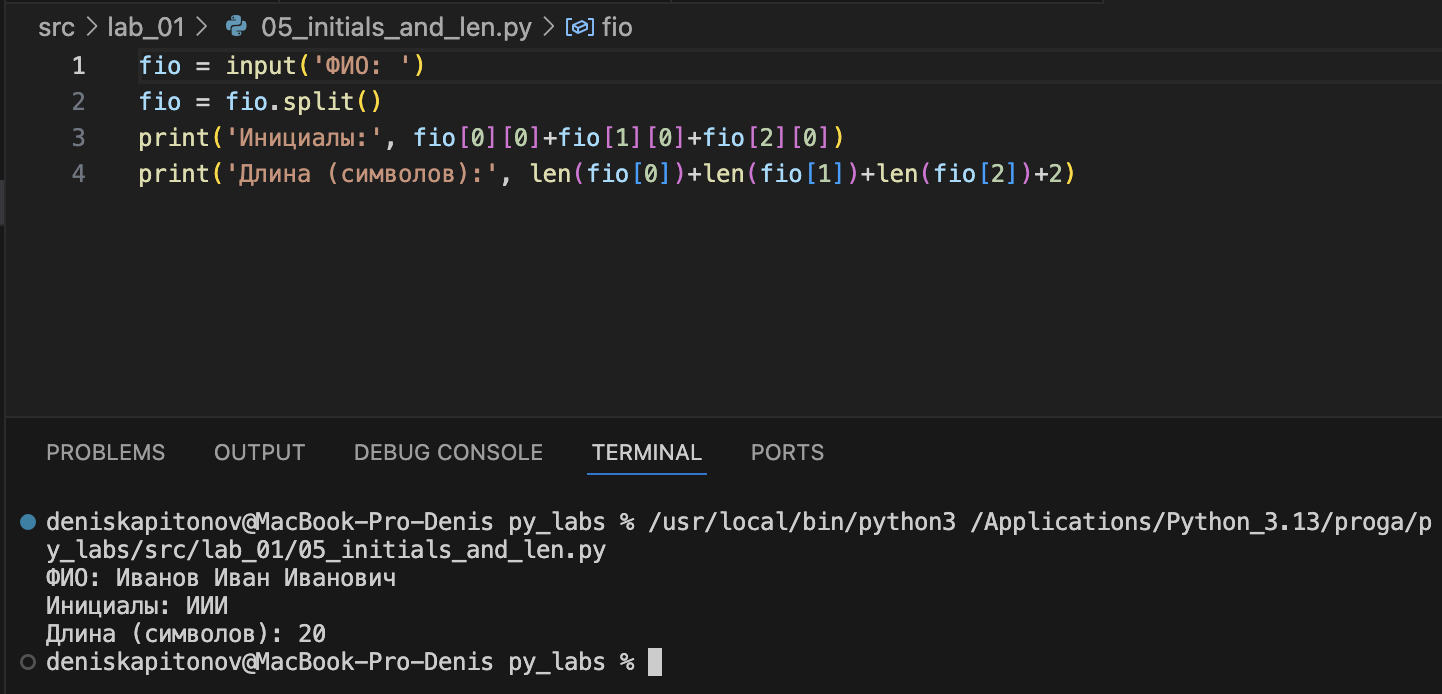 src > lab_01 > 05_initials_and_len.py > fio
1 fio = input('ФИО: ')
2 fio = fio.split()
3 print('Инициалы:', fio[0][0]+fio[1][0]+fio[2][0])
4 print('Длина (символов):', len(fio[0])+len(fio[1])+len(fio[2])+2)
PROBLEMS OUTPUT DEBUG CONSOLE TERMINAL PORTS
deniskapitonov@MacBook-Pro-Denis py_labs % /usr/local/bin/python3 /Applications/Python_3.13/proga/p
y_labs/src/lab_01/05_initials_and_len.py
ФИО: Иванов Иван Иванович
Инициалы: ИИИ
Длина (символов): 20
deniskapitonov@MacBook-Pro-Denis py_labs %